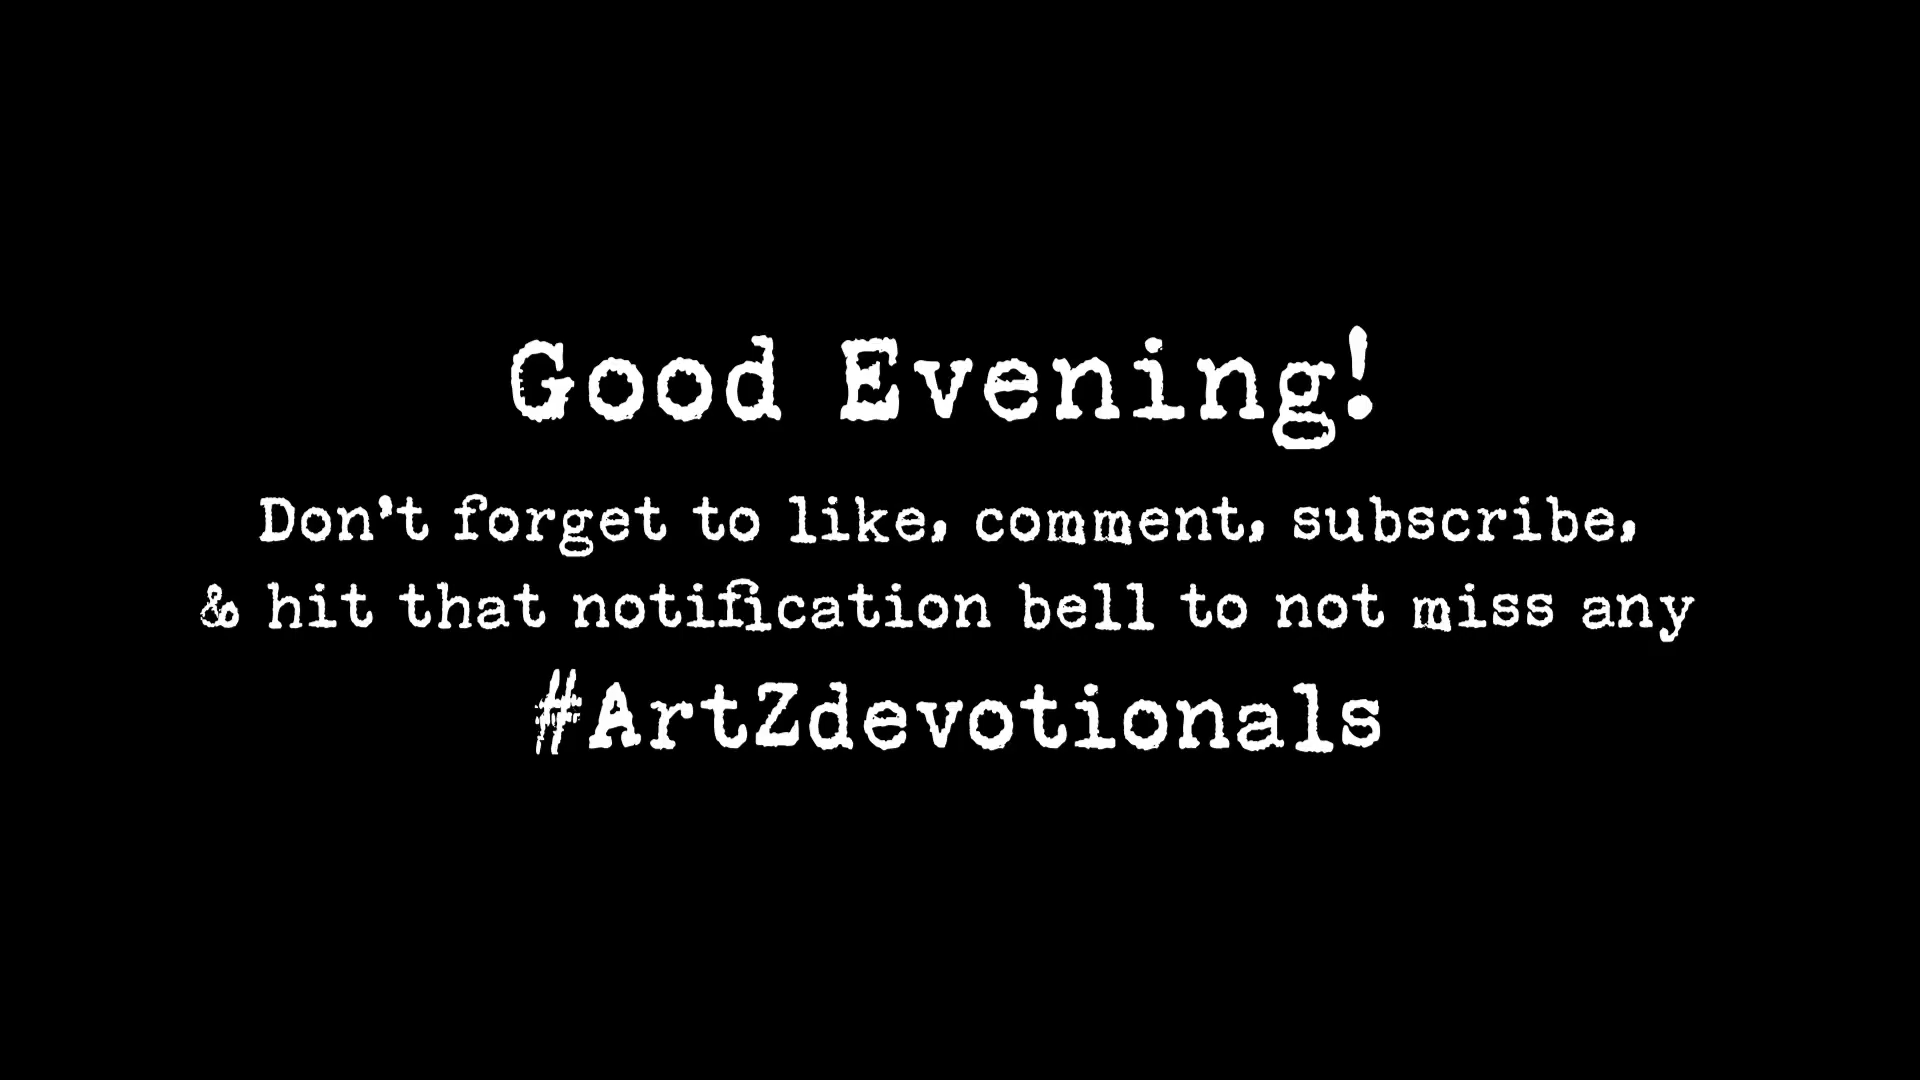 Good Evening!
Don't forget to like, comment, subscribe,
& hit that notification bell to not miss any
#ArtZdevotionals